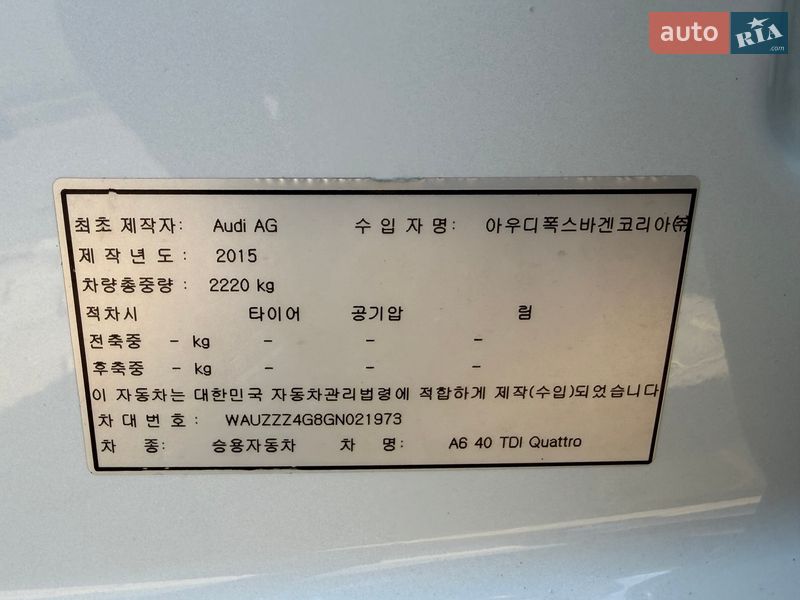 auto RIA .com
최초 제작자: Audi AG 수 입 자 명: 아우디폭스바겐코리아㈜
제 작 년 도 : 2015
차량총중량 : 2220 kg
적차시 타이어 공기압 림
전축중 - kg - - -
후축중 - kg - - -
이 자동차는 대한민국 자동차관리법령에 적합하게 제작(수입)되었습니다
차 대 번 호 : WAUZZZ4G8GN021973
차 종: 승용자동차 차 명: A6 40 TDI Quattro